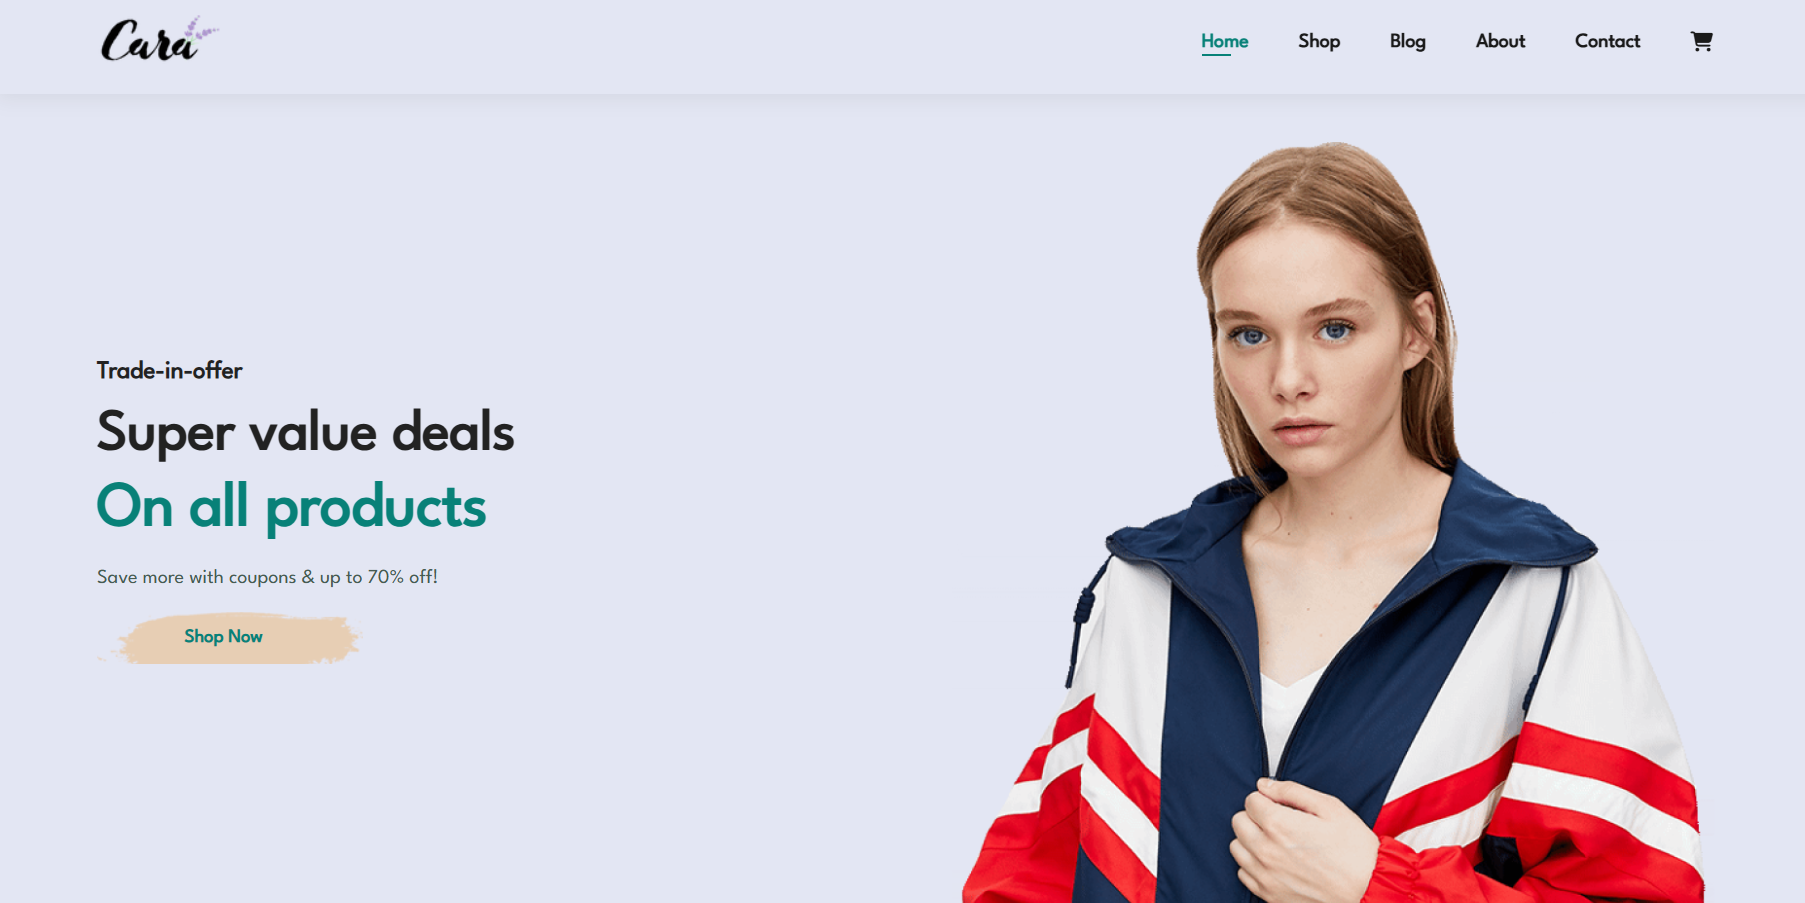 Cara
Home Shop Blog About Contact
Trade-in-offer
Super value deals
On all products
Save more with coupons & up to 70% off!
Shop Now